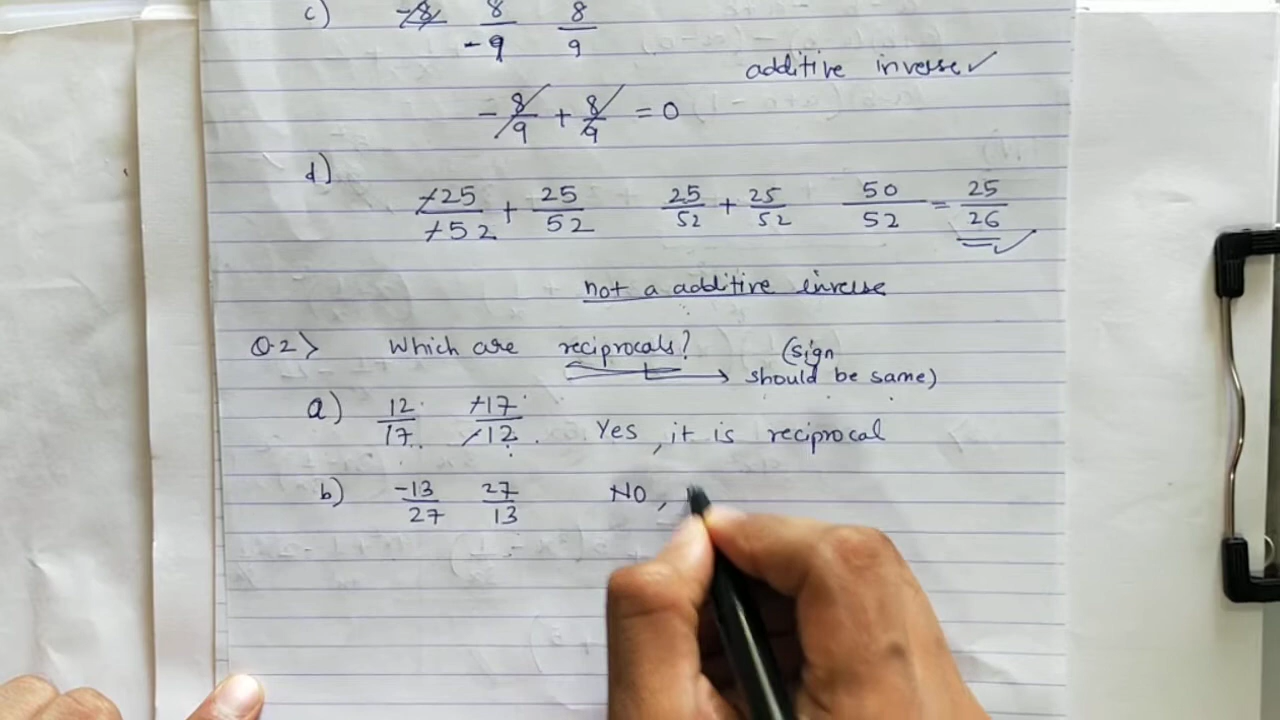 c) -8 8/-9 8/9
additive inverse ✓
-8/9 + 8/9 = 0
d)
-25/-52 + 25/52 25/52 + 25/52 50/52 = 25/26 ✓
not a additive inverse
Q.2> Which are reciprocals? (sign
should be same)
a) 12/17 -17/-12 Yes, it is reciprocal
b) -13/27 27/13 No,